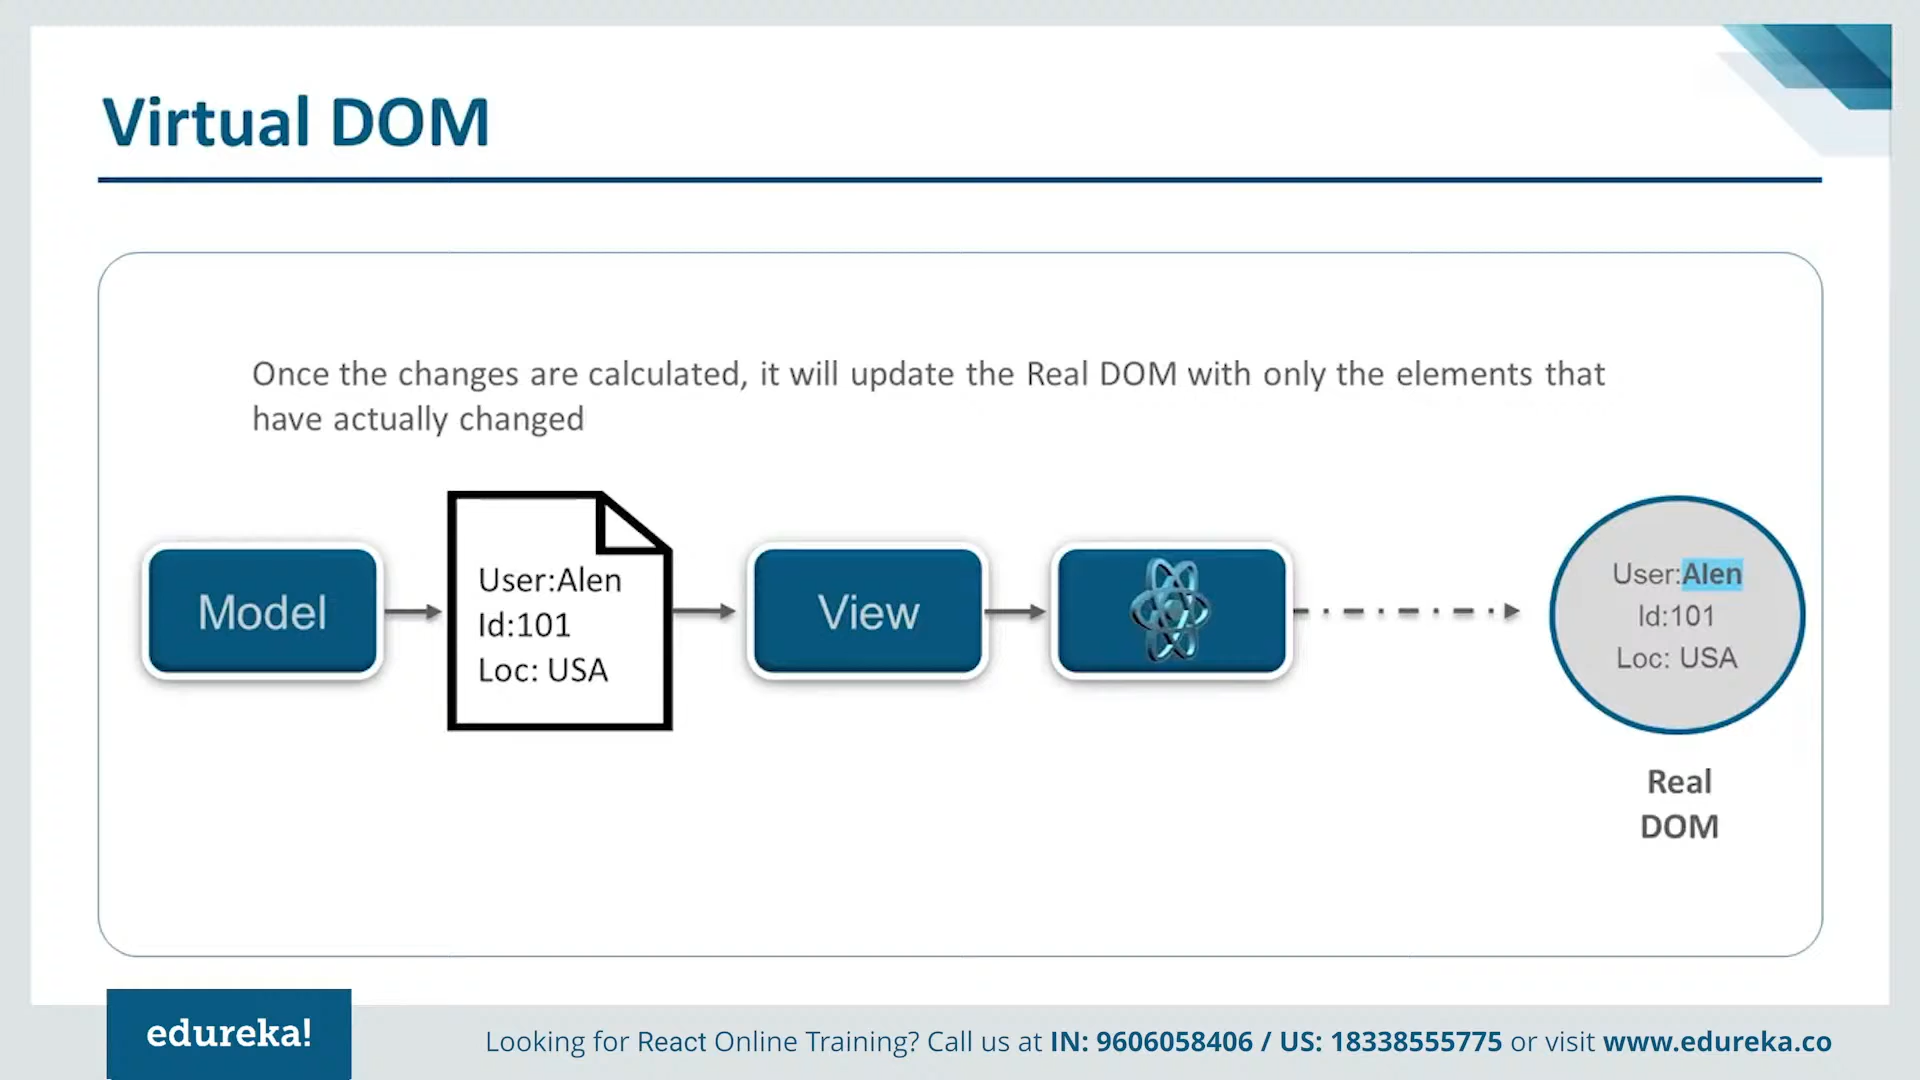 Virtual DOM
Once the changes are calculated, it will update the Real DOM with only the elements that
have actually changed
Model
User:Alen
Id:101
Loc: USA
View
User:Alen
Id:101
Loc: USA
Real
DOM
edureka!
Looking for React Online Training? Call us at IN: 9606058406 / US: 18338555775 or visit www.edureka.co